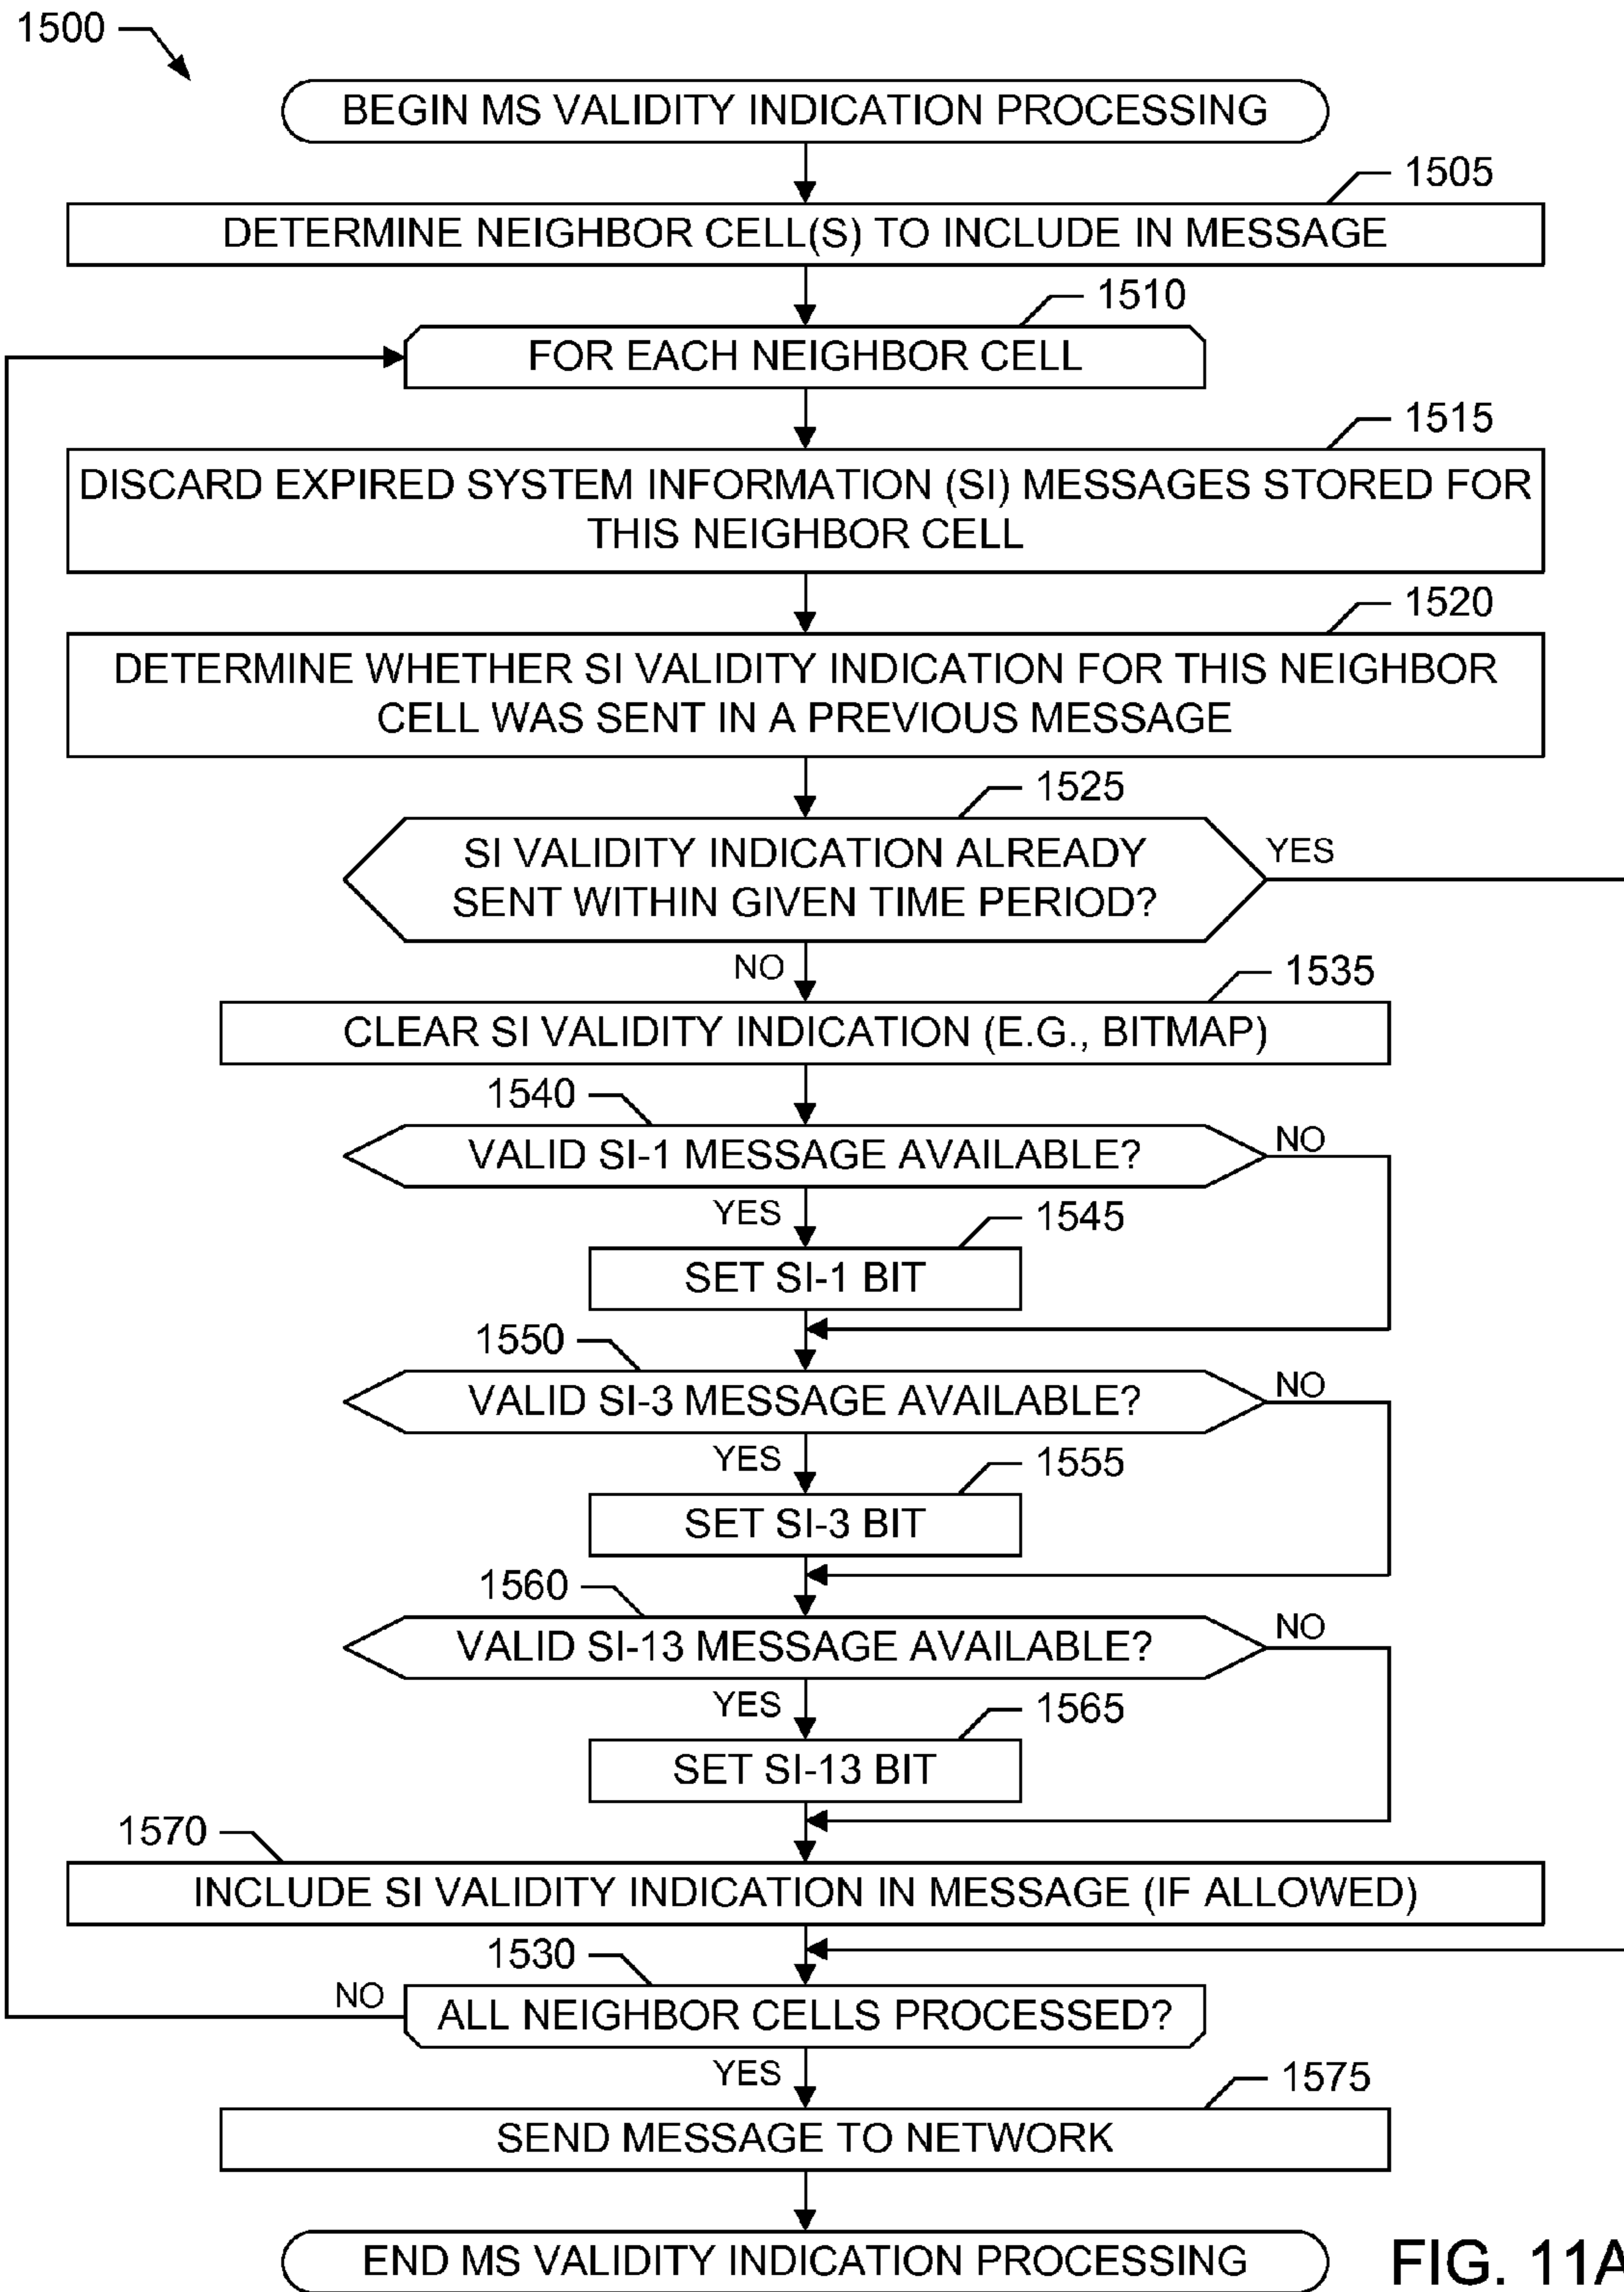 1500
BEGIN MS VALIDITY INDICATION PROCESSING
1505
DETERMINE NEIGHBOR CELL(S) TO INCLUDE IN MESSAGE
1510
FOR EACH NEIGHBOR CELL
1515
DISCARD EXPIRED SYSTEM INFORMATION (SI) MESSAGES STORED FOR
THIS NEIGHBOR CELL
1520
DETERMINE WHETHER SI VALIDITY INDICATION FOR THIS NEIGHBOR
CELL WAS SENT IN A PREVIOUS MESSAGE
1525
SI VALIDITY INDICATION ALREADY
SENT WITHIN GIVEN TIME PERIOD?
YES
NO
1535
CLEAR SI VALIDITY INDICATION (E.G., BITMAP)
1540
VALID SI-1 MESSAGE AVAILABLE?
NO
YES
1545
SET SI-1 BIT
1550
VALID SI-3 MESSAGE AVAILABLE?
NO
YES
1555
SET SI-3 BIT
1560
VALID SI-13 MESSAGE AVAILABLE?
NO
YES
1565
SET SI-13 BIT
1570
INCLUDE SI VALIDITY INDICATION IN MESSAGE (IF ALLOWED)
1530
NO
ALL NEIGHBOR CELLS PROCESSED?
YES
1575
SEND MESSAGE TO NETWORK
END MS VALIDITY INDICATION PROCESSING
FIG. 11A